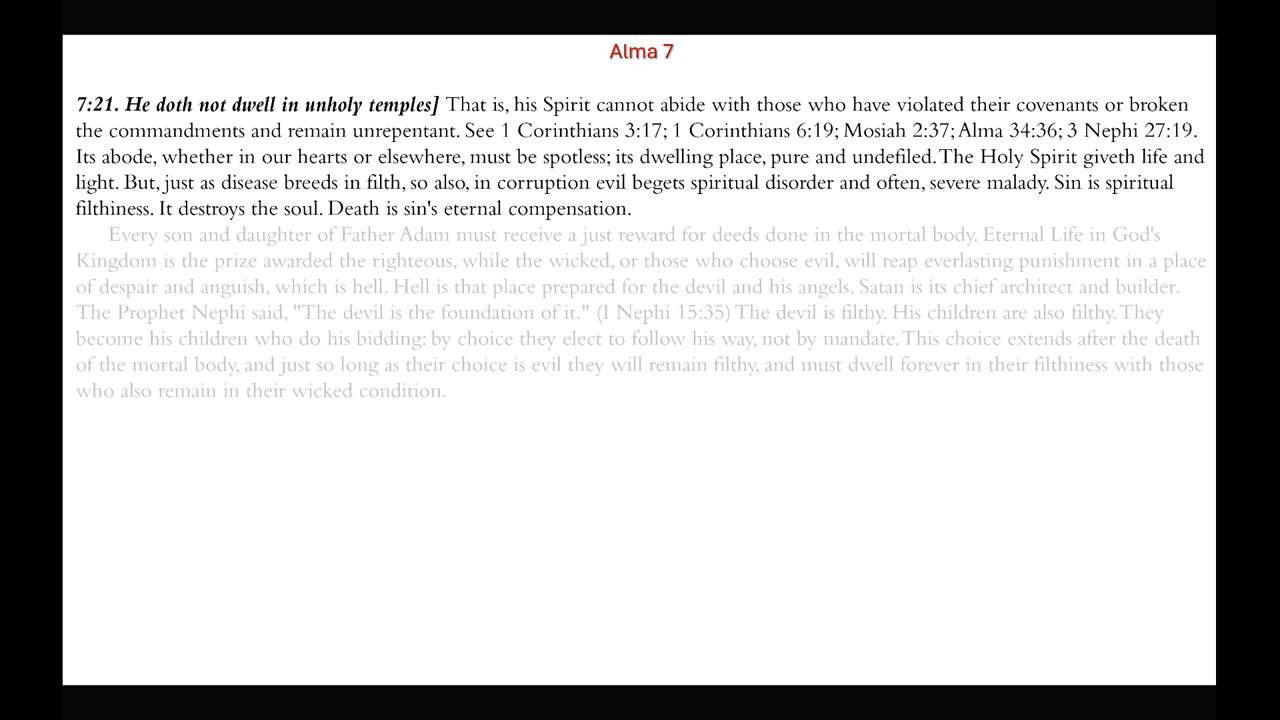 Alma 7
7:21. He doth not dwell in unholy temples] That is, his Spirit cannot abide with those who have violated their covenants or broken
the commandments and remain unrepentant. See 1 Corinthians 3:17; 1 Corinthians 6:19; Mosiah 2:37; Alma 34:36; 3 Nephi 27:19.
Its abode, whether in our hearts or elsewhere, must be spotless; its dwelling place, pure and undefiled. The Holy Spirit giveth life and
light. But, just as disease breeds in filth, so also, in corruption evil begets spiritual disorder and often, severe malady. Sin is spiritual
filthiness. It destroys the soul. Death is sin's eternal compensation.
Every son and daughter of Father Adam must receive a just reward for deeds done in the mortal body. Eternal Life in God's
Kingdom is the prize awarded the righteous, while the wicked, or those who choose evil, will reap everlasting punishment in a place
of despair and anguish, which is hell. Hell is that place prepared for the devil and his angels. Satan is its chief architect and builder.
The Prophet Nephi said, "The devil is the foundation of it." (I Nephi 15:35) The devil is filthy. His children are also filthy. They
become his children who do his bidding: by choice they elect to follow his way, not by mandate. This choice extends after the death
of the mortal body, and just so long as their choice is evil they will remain filthy, and must dwell forever in their filthiness with those
who also remain in their wicked condition.